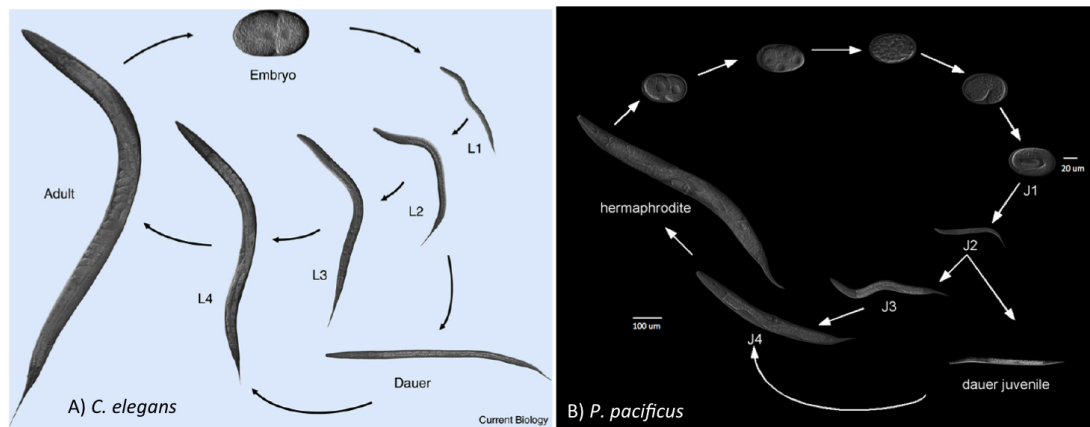 Embryo
L1
L2
L3
L4
Adult
Dauer
A) C. elegans
Current Biology
20 um
J1
hermaphrodite
J2
J3
100 um
J4
dauer juvenile
B) P. pacificus